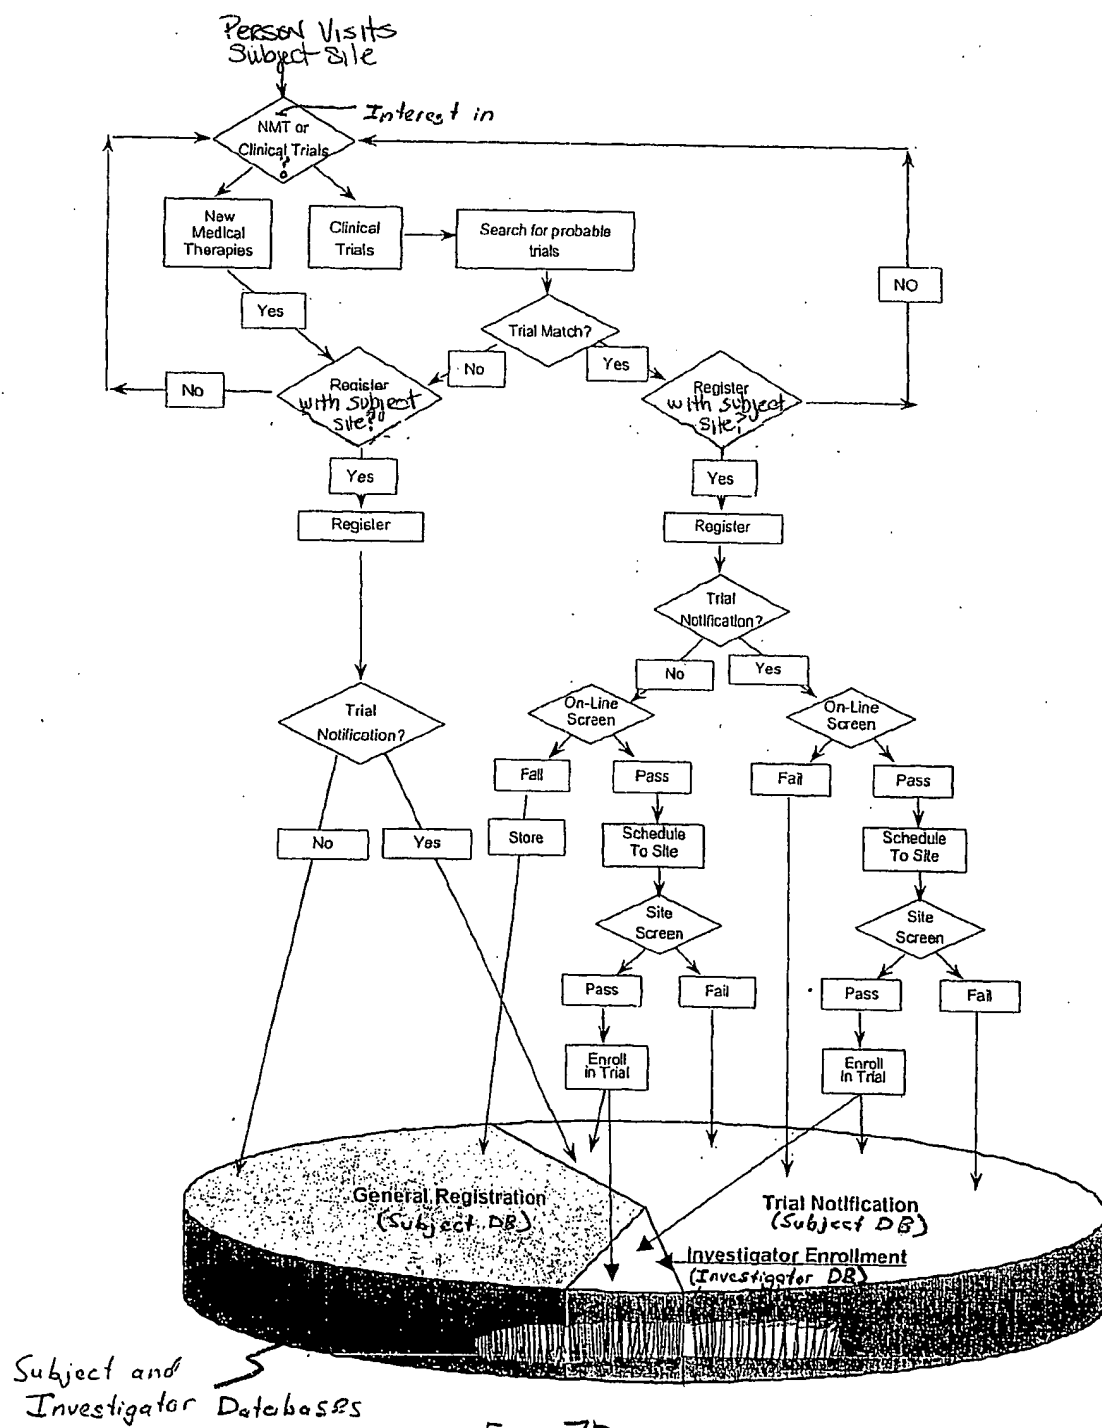 PERSON VISITS
Subject Site
Interest in
NMT or
Clinical Trials
?
New
Medical
Therapies
Clinical
Trials
Search for probable
trials
NO
Yes
Trial Match?
No
Yes
No
Register
with subject
site?
Register
with subject
site?
Yes
Yes
Register
Register
Trial
Notification?
No
Yes
Trial
Notification?
On-Line
Screen
On-Line
Screen
Fail
Pass
Fail
Pass
No
Yes
Store
Schedule
To Site
Schedule
To Site
Site
Screen
Site
Screen
Pass
Fail
Pass
Fail
Enroll
in Trial
Enroll
in Trial
General Registration
(Subject DB)
Trial Notification
(Subject DB)
Investigator Enrollment
(Investigator DB)
Subject and
Investigator Databases